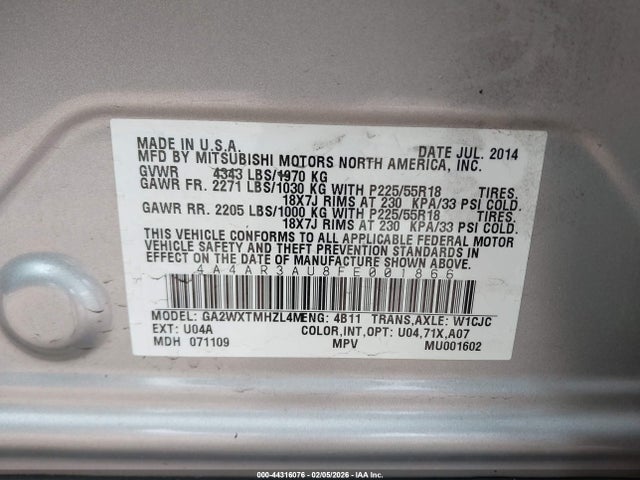 MADE IN U.S.A. DATE JUL. 2014
MFD BY MITSUBISHI MOTORS NORTH AMERICA, INC.
GVWR 4343 LBS/1970 KG
GAWR FR. 2271 LBS/1030 KG WITH P225/55R18 TIRES,
18X7J RIMS AT 230 KPA/33 PSI COLD.
GAWR RR. 2205 LBS/1000 KG WITH P225/55R18 TIRES,
18X7J RIMS AT 230 KPA/33 PSI COLD.
THIS VEHICLE CONFORMS TO ALL APPLICABLE FEDERAL MOTOR
VEHICLE SAFETY AND THEFT PREVENTION STANDARDS IN
EFFECT ON THE DATE OF MANUFACTURE SHOWN ABOVE.
4A4AR3AU8FE001866
MODEL: GA2WXTMHZL4M ENG: 4B11 TRANS,AXLE: W1CJC
EXT: U04A COLOR,INT,OPT: U04,71X,A07
MDH 071109 MPV MU001602
000-44316076 - 02/05/2026 - IAA Inc.